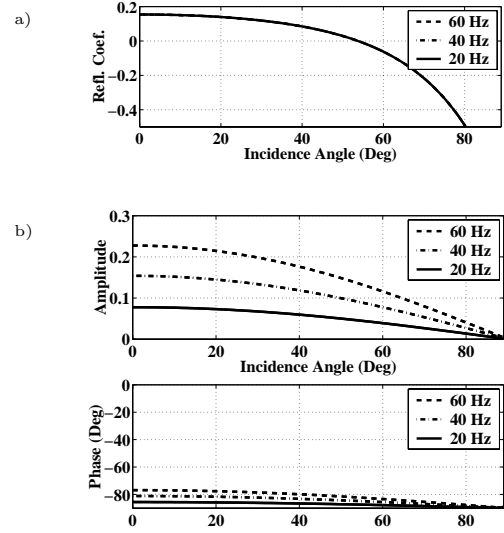 a)
Refl. Coef.
0.2
0
−0.2
−0.4
60 Hz
40 Hz
20 Hz
0 20 40 60 80
Incidence Angle (Deg)
b)
Amplitude
0.3
0.2
0.1
0
60 Hz
40 Hz
20 Hz
0 20 40 60 80
Incidence Angle (Deg)
Phase (Deg)
0
−20
−40
−60
−80
60 Hz
40 Hz
20 Hz
0 20 40 60 80